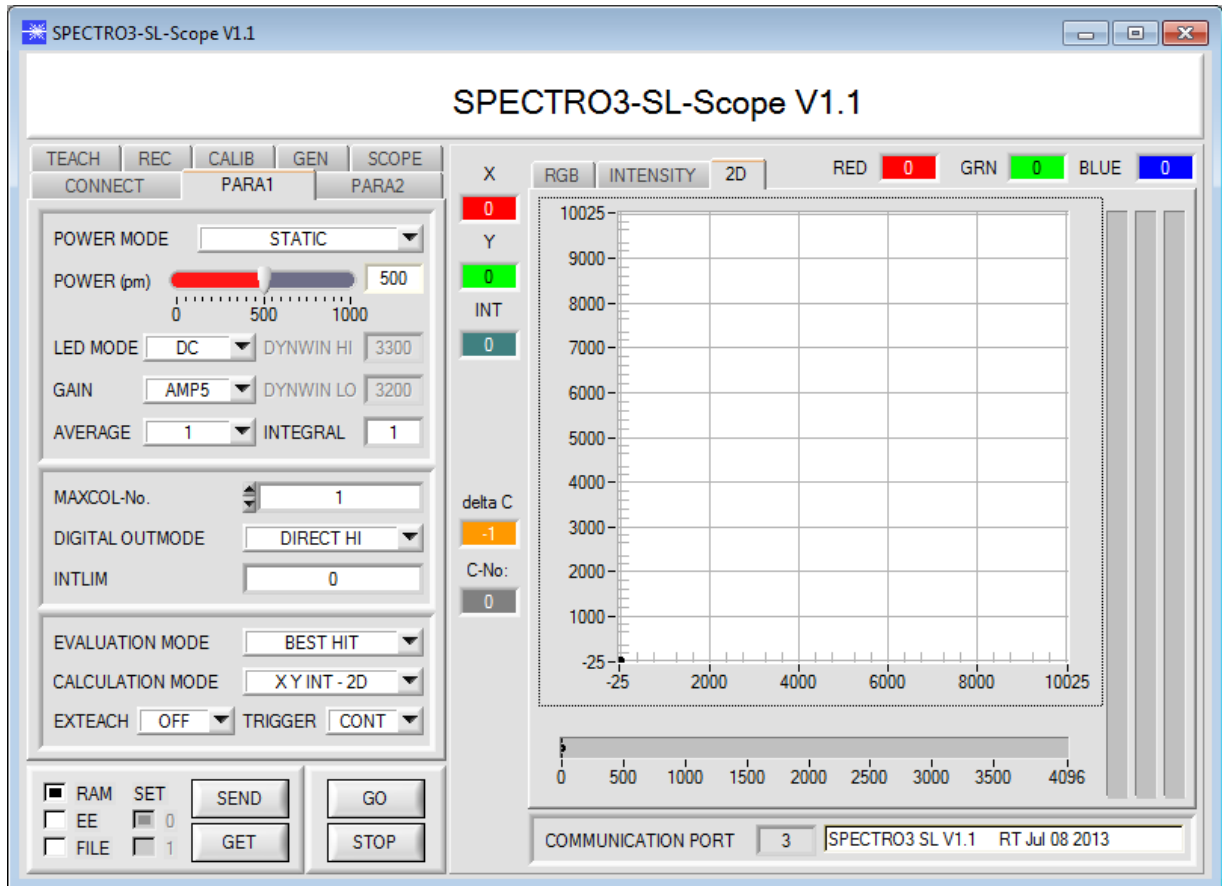 SPECTRO3-SL-Scope V1.1
SPECTRO3-SL-Scope V1.1
TEACH REC CALIB GEN SCOPE
CONNECT PARA1 PARA2
POWER MODE STATIC
POWER (pm) 500
0 500 1000
LED MODE DC DYNWIN HI 3300
GAIN AMP5 DYNWIN LO 3200
AVERAGE 1 INTEGRAL 1
MAXCOL-No. 1
DIGITAL OUTMODE DIRECT HI
INTLIM 0
EVALUATION MODE BEST HIT
CALCULATION MODE X Y INT - 2D
EXTEACH OFF TRIGGER CONT
RAM SET
EE 0
FILE 1
SEND
GET
GO
STOP
X
0
Y
0
INT
0
delta C
-1
C-No:
0
RGB INTENSITY 2D RED 0 GRN 0 BLUE 0
10025
9000
8000
7000
6000
5000
4000
3000
2000
1000
-25
-25 2000 4000 6000 8000 10025
0 500 1000 1500 2000 2500 3000 3500 4096
COMMUNICATION PORT 3 SPECTRO3 SL V1.1 RT Jul 08 2013